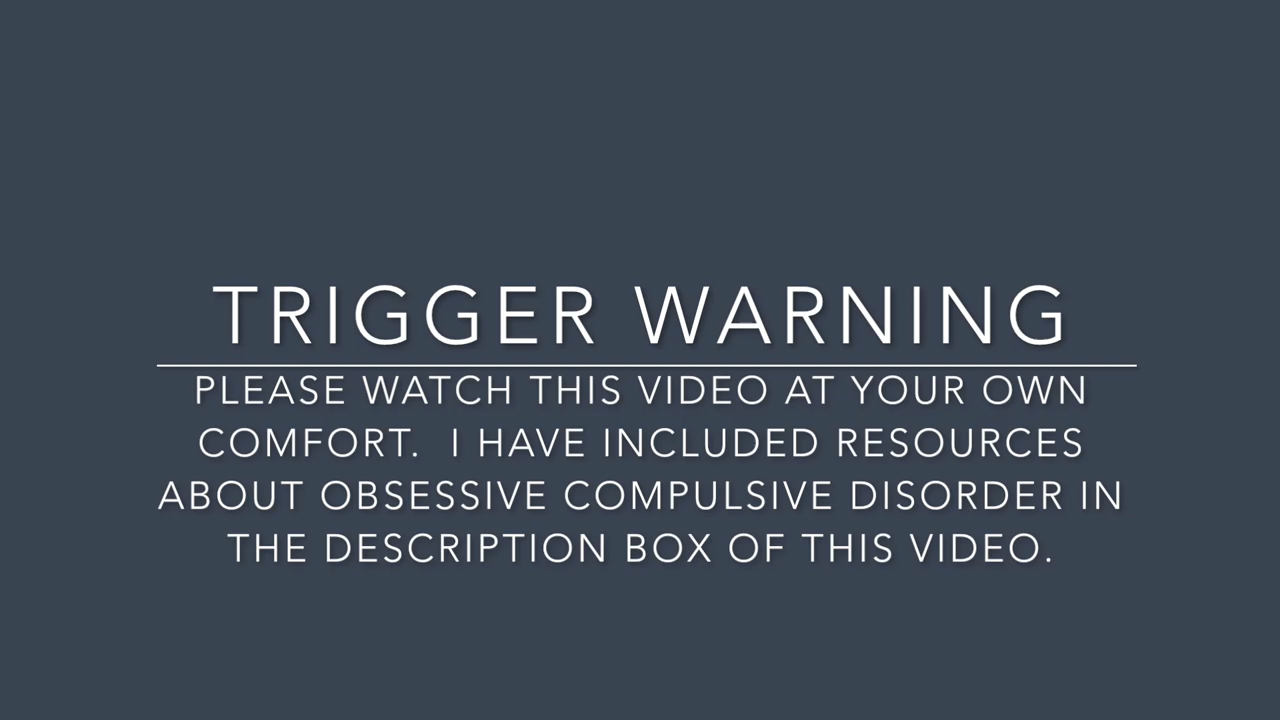 TRIGGER WARNING
PLEASE WATCH THIS VIDEO AT YOUR OWN
COMFORT.  I HAVE INCLUDED RESOURCES
ABOUT OBSESSIVE COMPULSIVE DISORDER IN
THE DESCRIPTION BOX OF THIS VIDEO.